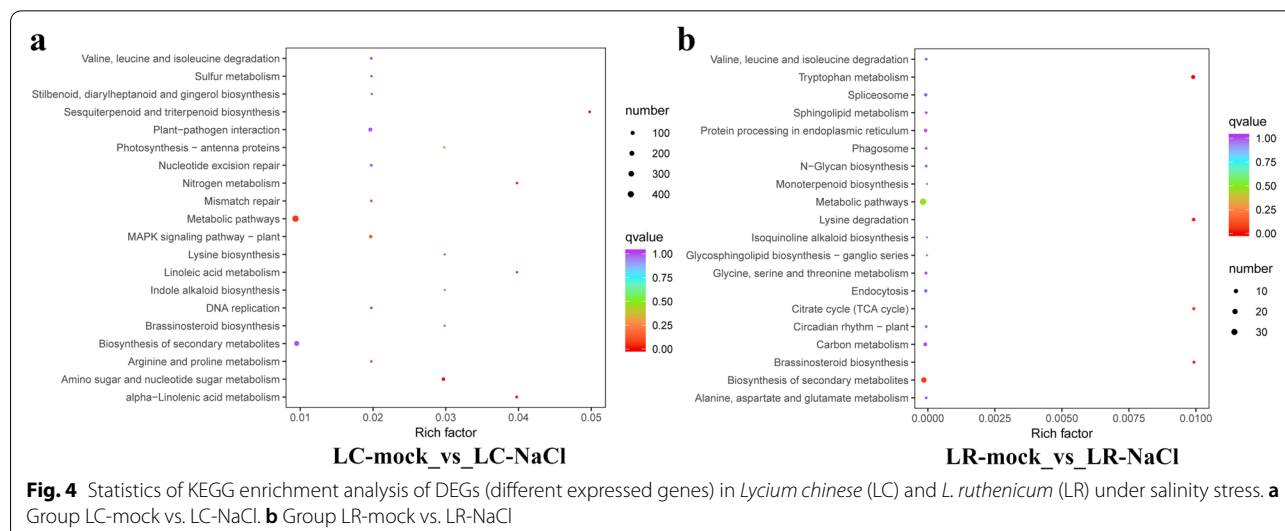 a
Valine, leucine and isoleucine degradation
Sulfur metabolism
Stilbenoid, diarylheptanoid and gingerol biosynthesis
Sesquiterpenoid and triterpenoid biosynthesis
Plant−pathogen interaction
Photosynthesis − antenna proteins
Nucleotide excision repair
Nitrogen metabolism
Mismatch repair
Metabolic pathways
MAPK signaling pathway − plant
Lysine biosynthesis
Linoleic acid metabolism
Indole alkaloid biosynthesis
DNA replication
Brassinosteroid biosynthesis
Biosynthesis of secondary metabolites
Arginine and proline metabolism
Amino sugar and nucleotide sugar metabolism
alpha−Linolenic acid metabolism
0.01 0.02 0.03 0.04 0.05
Rich factor
number
100
200
300
400
qvalue
1.00
0.75
0.50
0.25
0.00
LC-mock_vs_LC-NaCl
b
Valine, leucine and isoleucine degradation
Tryptophan metabolism
Spliceosome
Sphingolipid metabolism
Protein processing in endoplasmic reticulum
Phagosome
N−Glycan biosynthesis
Monoterpenoid biosynthesis
Metabolic pathways
Lysine degradation
Isoquinoline alkaloid biosynthesis
Glycosphingolipid biosynthesis − ganglio series
Glycine, serine and threonine metabolism
Endocytosis
Citrate cycle (TCA cycle)
Circadian rhythm − plant
Carbon metabolism
Brassinosteroid biosynthesis
Biosynthesis of secondary metabolites
Alanine, aspartate and glutamate metabolism
0.0000 0.0025 0.0050 0.0075 0.0100
Rich factor
qvalue
1.00
0.75
0.50
0.25
0.00
number
10
20
30
LR-mock_vs_LR-NaCl
Fig. 4 Statistics of KEGG enrichment analysis of DEGs (different expressed genes) in Lycium chinese (LC) and L. ruthenicum (LR) under salinity stress. a
Group LC-mock vs. LC-NaCl. b Group LR-mock vs. LR-NaCl